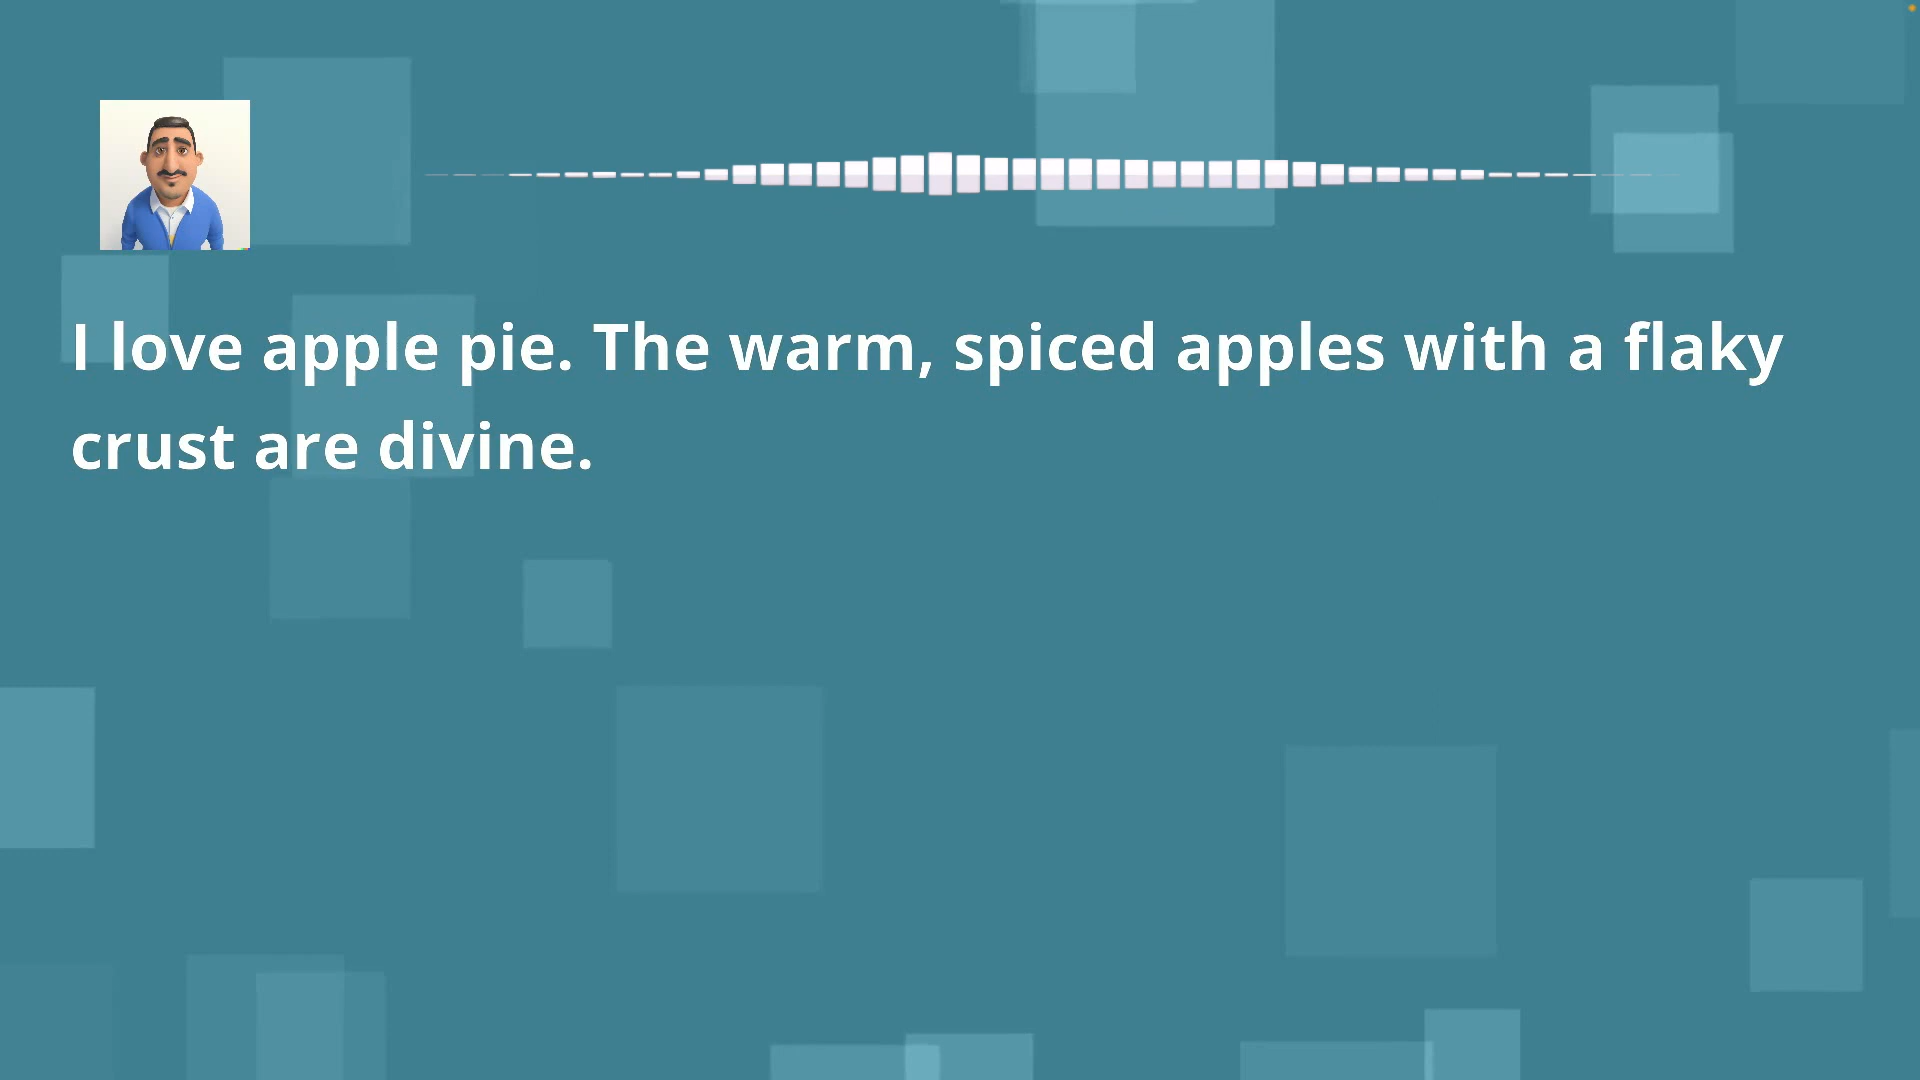 I love apple pie. The warm, spiced apples with a flaky
crust are divine.